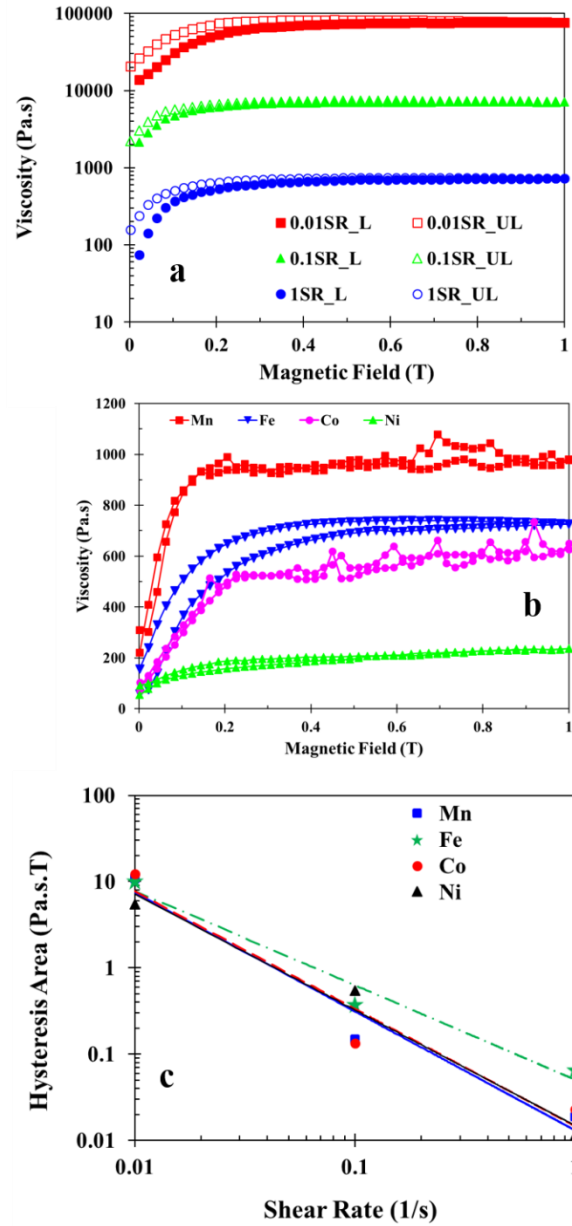 100000
10000
1000
100
10
Viscosity (Pa.s)
0.01SR_L 0.01SR_UL
0.1SR_L 0.1SR_UL
1SR_L 1SR_UL
a
0 0.2 0.4 0.6 0.8 1
Magnetic Field (T)
1200
1000
800
600
400
200
0
Viscosity (Pa.s)
Mn Fe Co Ni
b
0 0.2 0.4 0.6 0.8 1
Magnetic Field (T)
100
10
1
0.1
0.01
Hysteresis Area (Pa.s.T)
Mn
Fe
Co
Ni
c
0.01 0.1
Shear Rate (1/s)